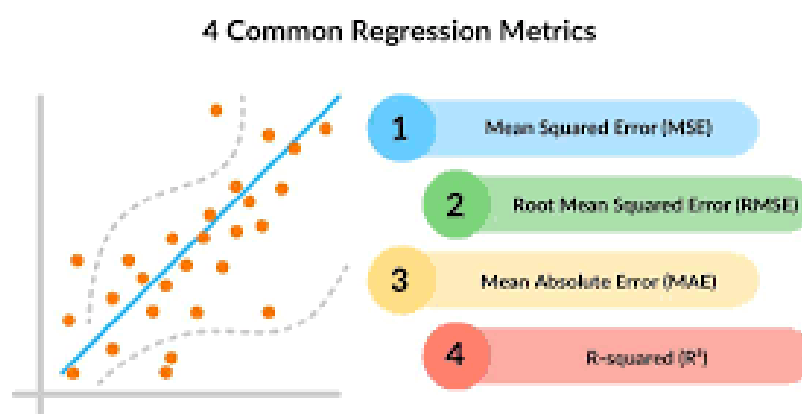 4 Common Regression Metrics
1
Mean Squared Error (MSE)
2
Root Mean Squared Error (RMSE)
3
Mean Absolute Error (MAE)
4
R-squared (R²)